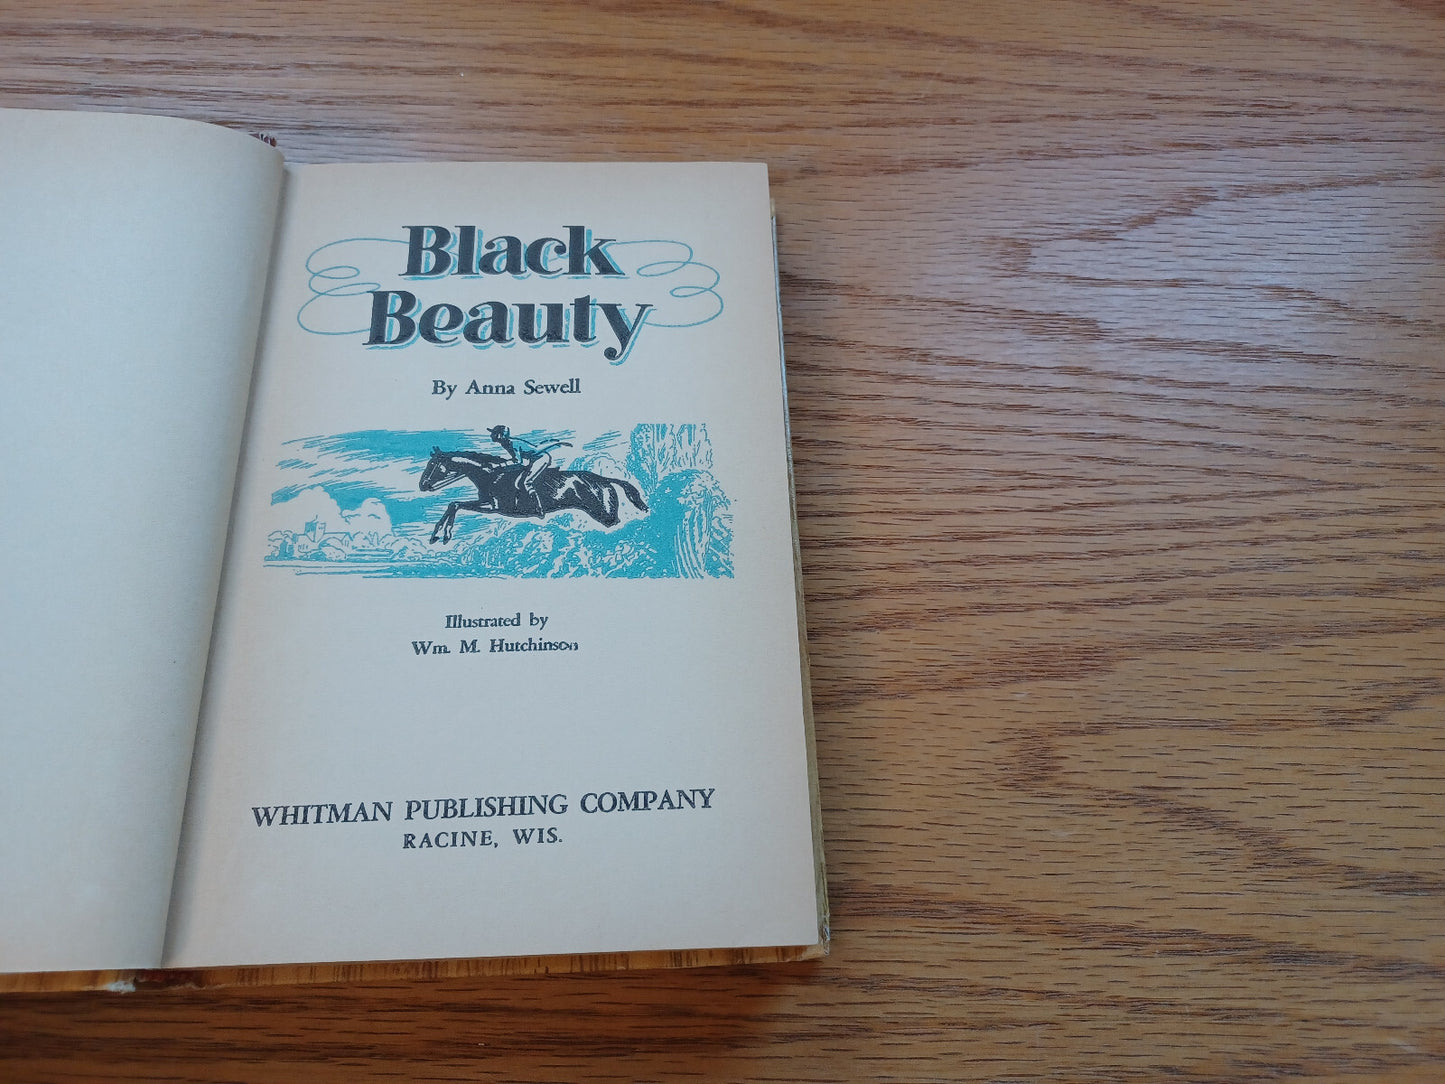 Black
Beauty
By Anna Sewell
Illustrated by
Wm. M. Hutchinson
WHITMAN PUBLISHING COMPANY
RACINE, WIS.